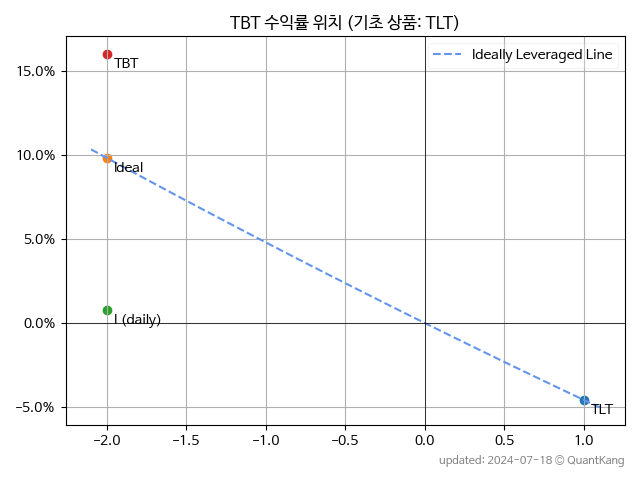 TBT 수익률 위치 (기초 상품: TLT)
Ideally Leveraged Line
15.0%
10.0%
5.0%
0.0%
−5.0%
TBT
Ideal
I (daily)
TLT
−2.0 −1.5 −1.0 −0.5 0.0 0.5 1.0
updated: 2024-07-18 © QuantKang